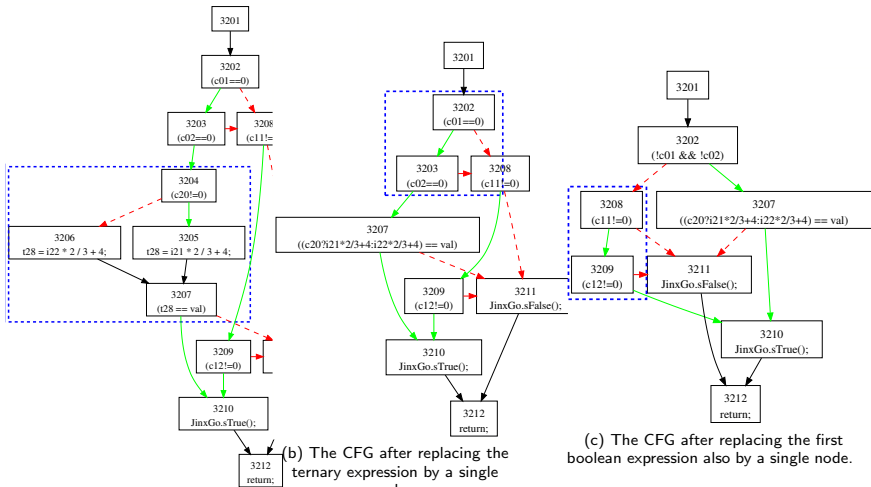 3201
3202
(c01==0)
3203
(c02==0)
3208
(c11!=
3204
(c20!=0)
3206
t28 = i22 * 2 / 3 + 4;
3205
t28 = i21 * 2 / 3 + 4;
3207
(t28 == val)
3209
(c12!=0)
3210
JinxGo.sTrue();
3212
return;
3201
3202
(c01==0)
3203
(c02==0)
3208
(c11!=0)
3207
((c20?i21*2/3+4:i22*2/3+4) == val)
3209
(c12!=0)
3211
JinxGo.sFalse();
3210
JinxGo.sTrue();
3212
return;
(b) The CFG after replacing the
ternary expression by a single
3201
3202
(!c01 && !c02)
3208
(c11!=0)
3207
((c20?i21*2/3+4:i22*2/3+4) == val)
3209
(c12!=0)
3211
JinxGo.sFalse();
3210
JinxGo.sTrue();
3212
return;
(c) The CFG after replacing the first
boolean expression also by a single node.